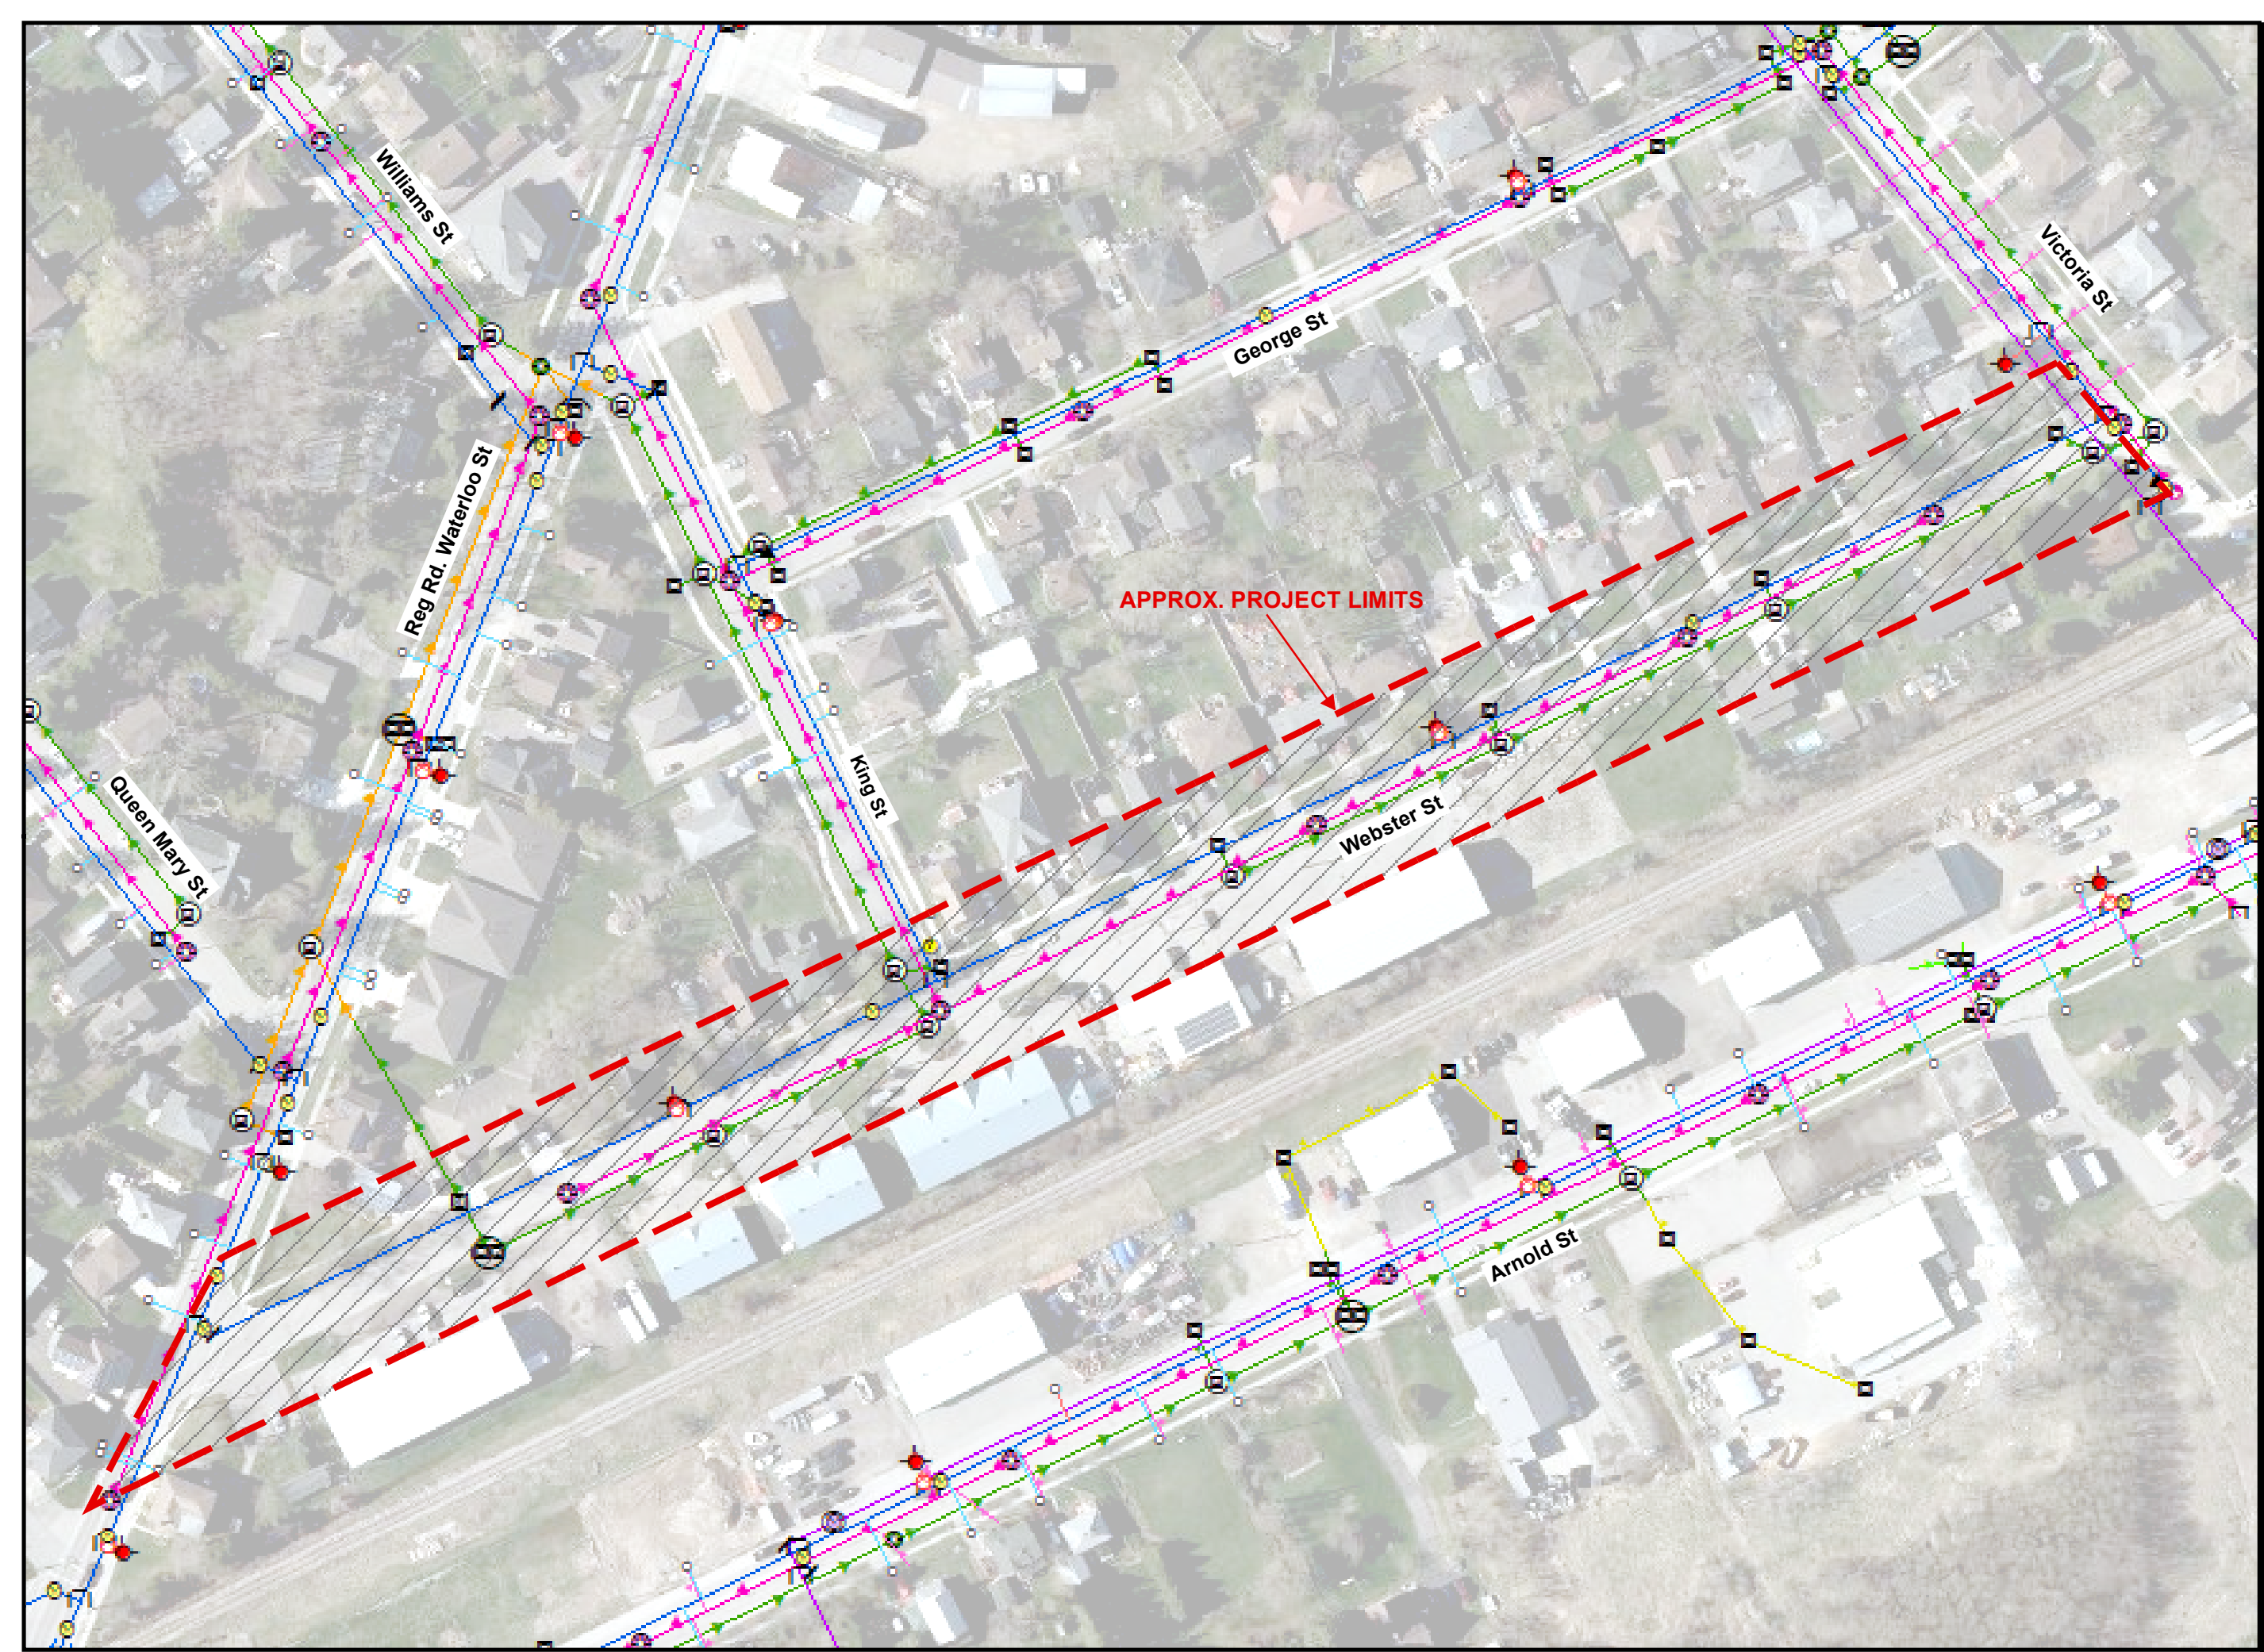 Williams St
Victoria St
George St
Reg Rd. Waterloo St
APPROX. PROJECT LIMITS
King St
Queen Mary St
Webster St
Arnold St